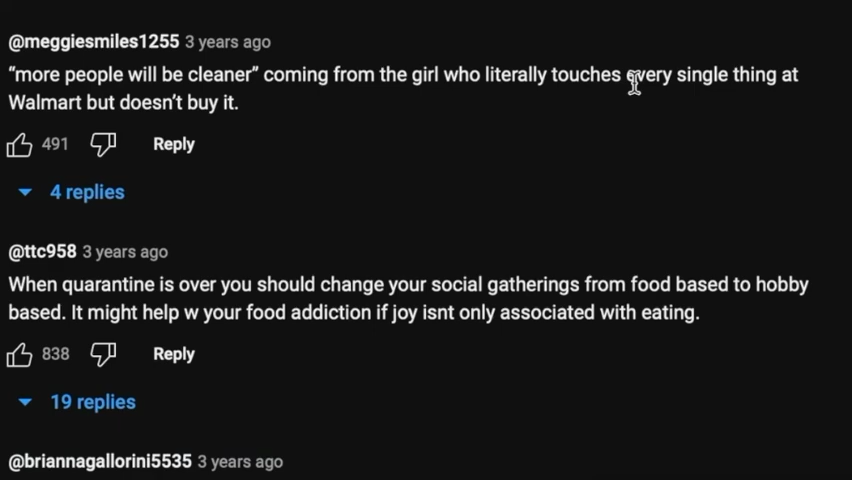 @meggiesmiles1255 3 years ago
“more people will be cleaner” coming from the girl who literally touches every single thing at
Walmart but doesn’t buy it.
491 Reply
4 replies
@ttc958 3 years ago
When quarantine is over you should change your social gatherings from food based to hobby
based. It might help w your food addiction if joy isnt only associated with eating.
838 Reply
19 replies
@briannagallorini5535 3 years ago